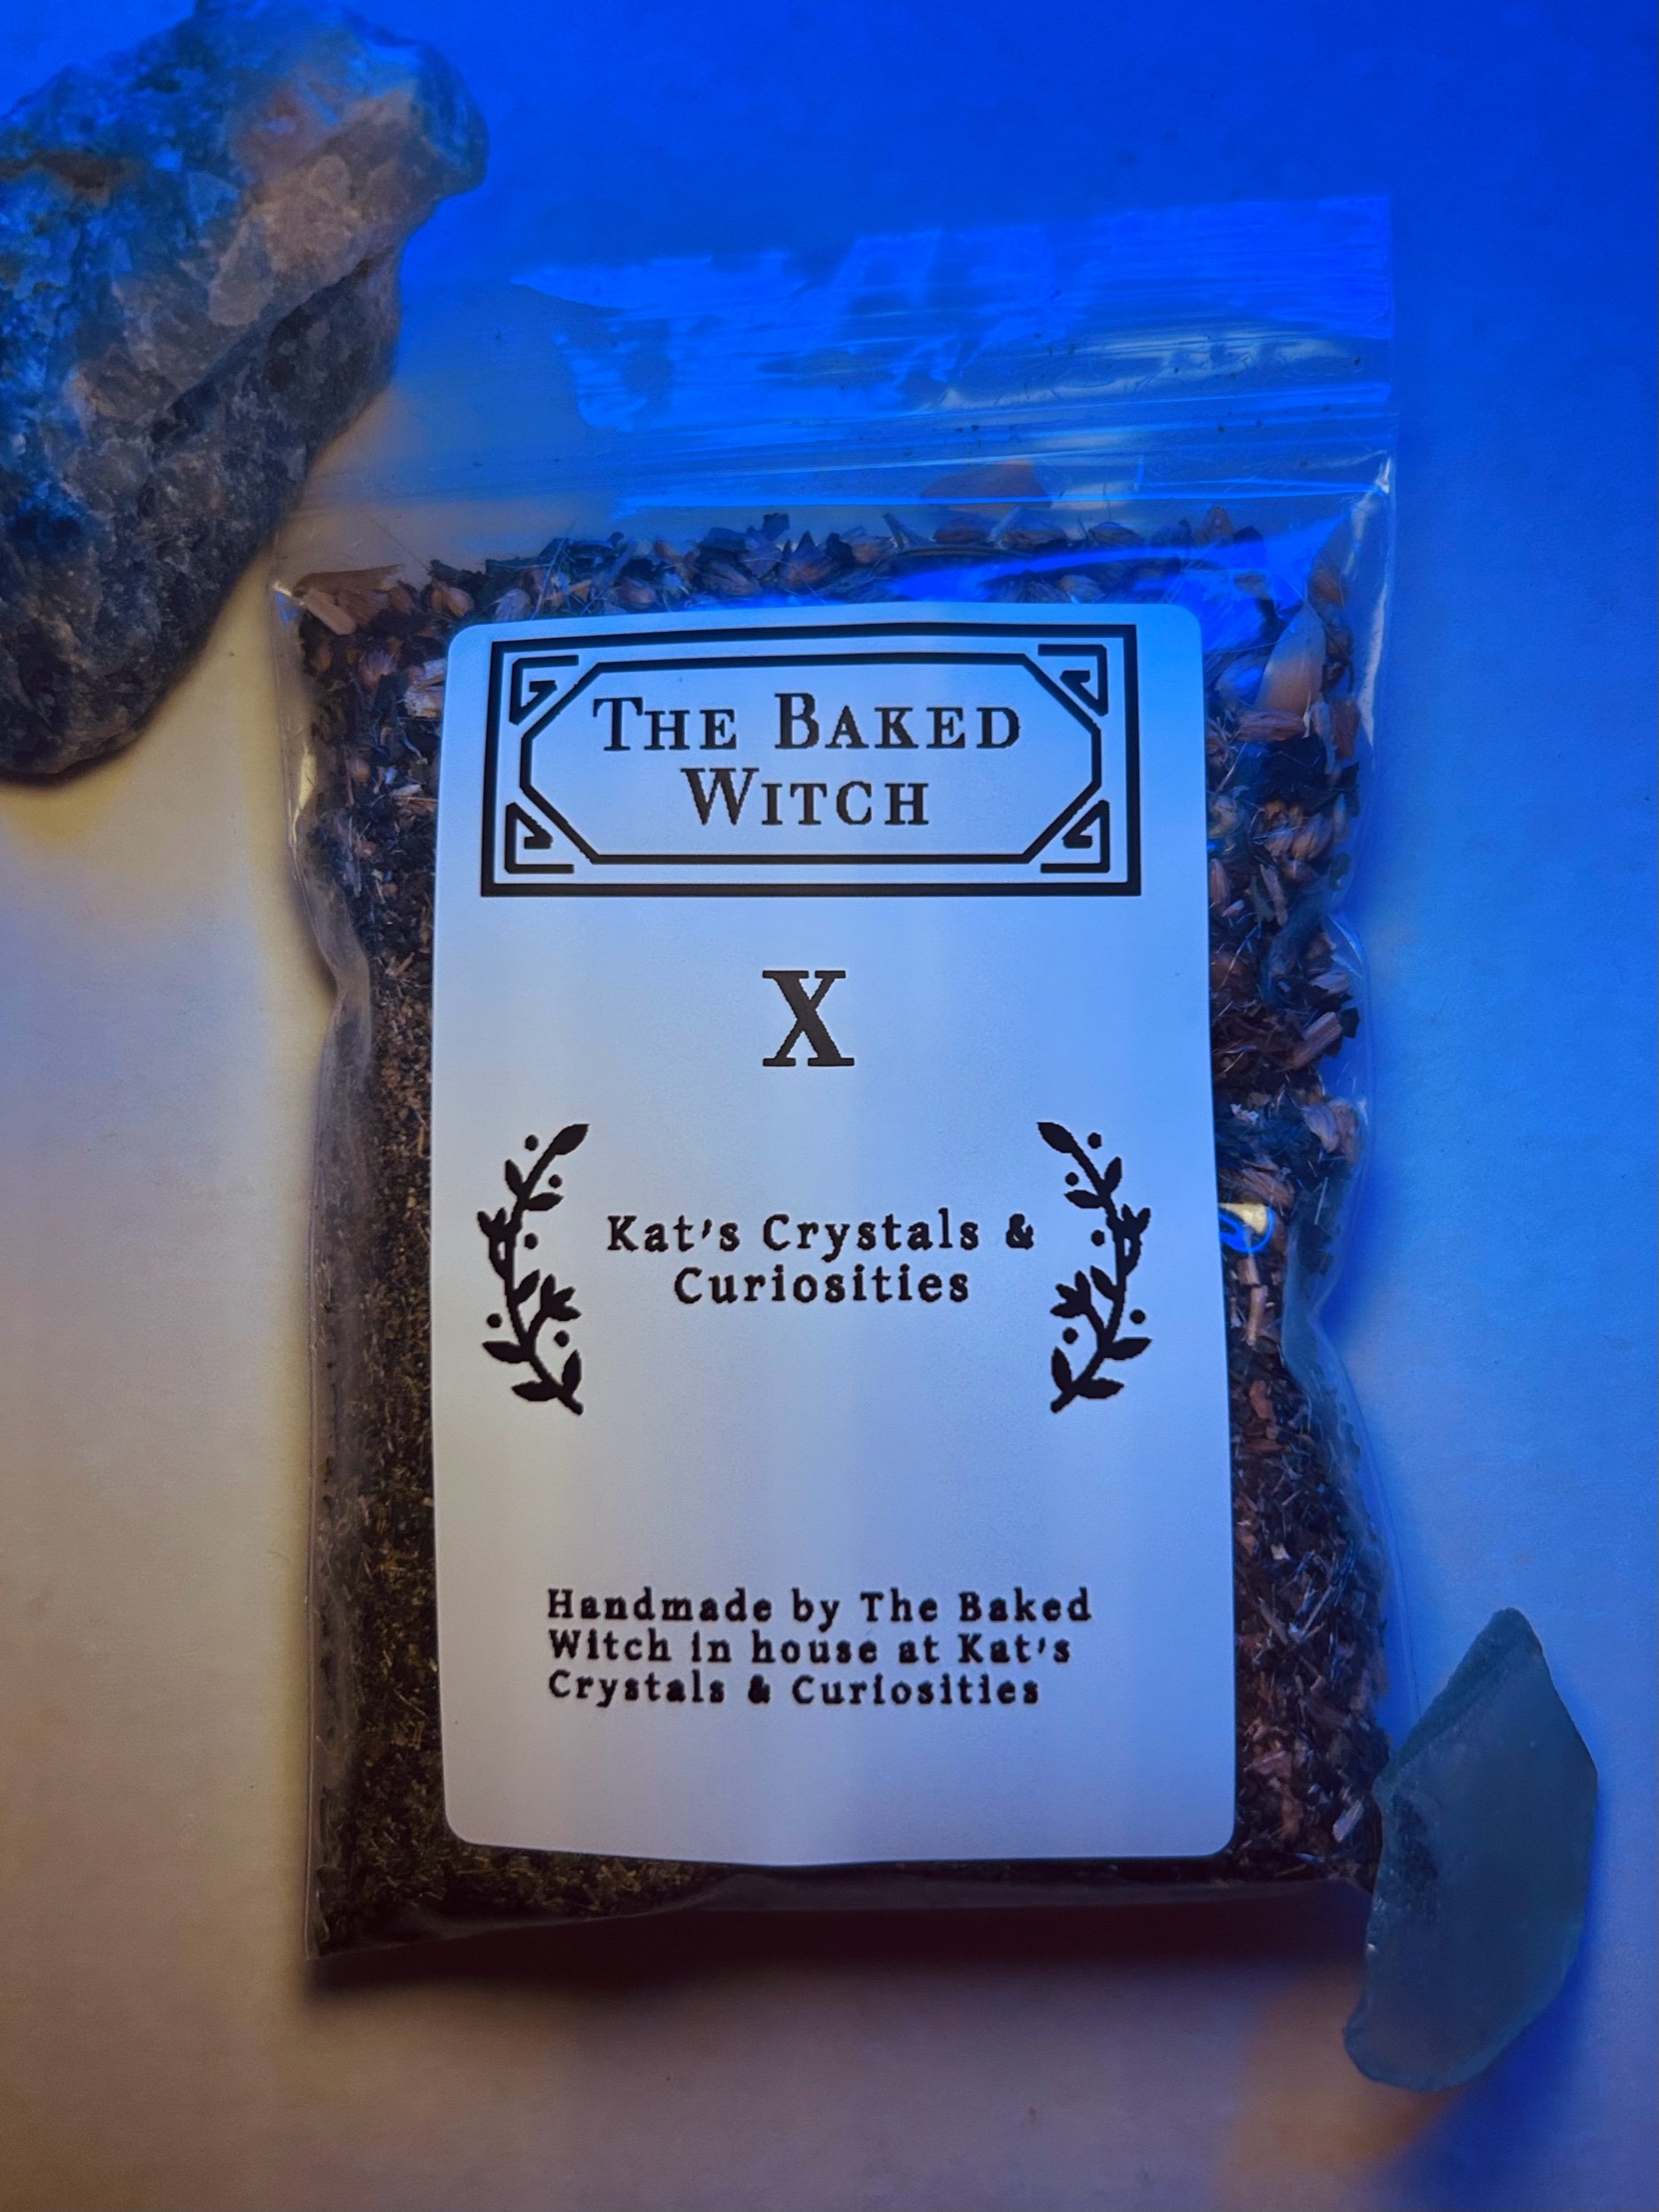 The Baked
Witch
X
Kat's Crystals &
Curiosities
Handmade by The Baked
Witch in house at Kat's
Crystals & Curiosities